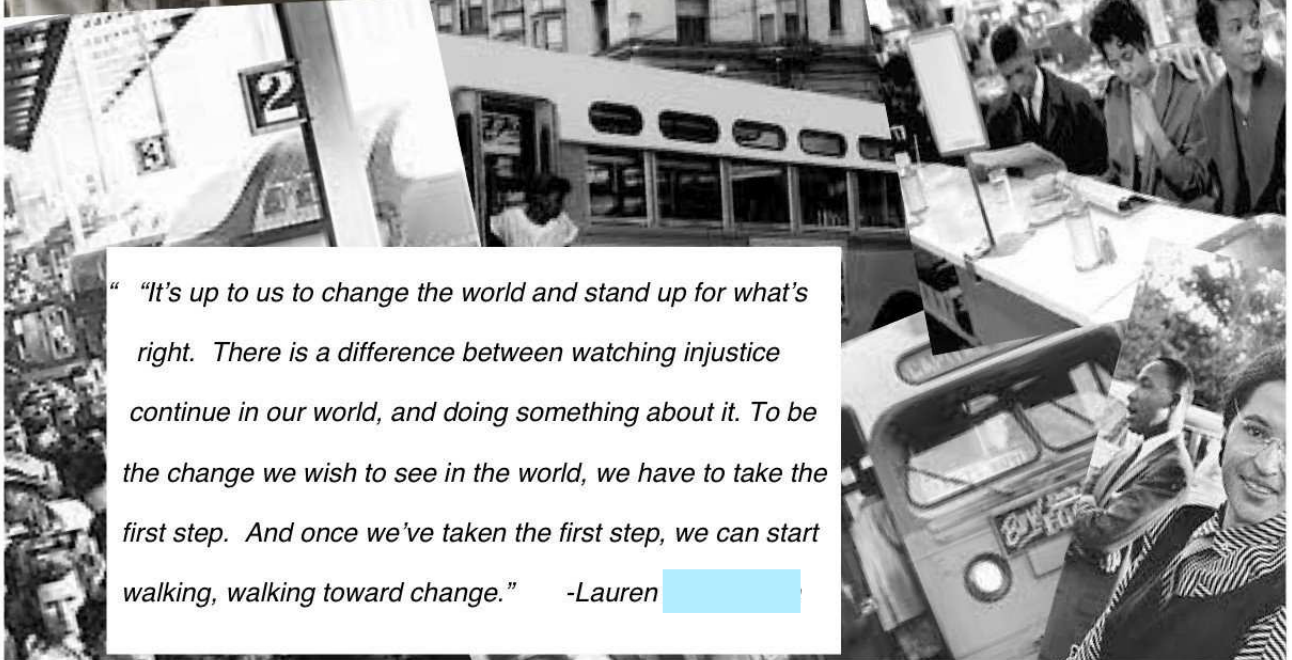 2
3
“ “It’s up to us to change the world and stand up for what’s
right. There is a difference between watching injustice
continue in our world, and doing something about it. To be
the change we wish to see in the world, we have to take the
first step. And once we’ve taken the first step, we can start
walking, walking toward change.” -Lauren